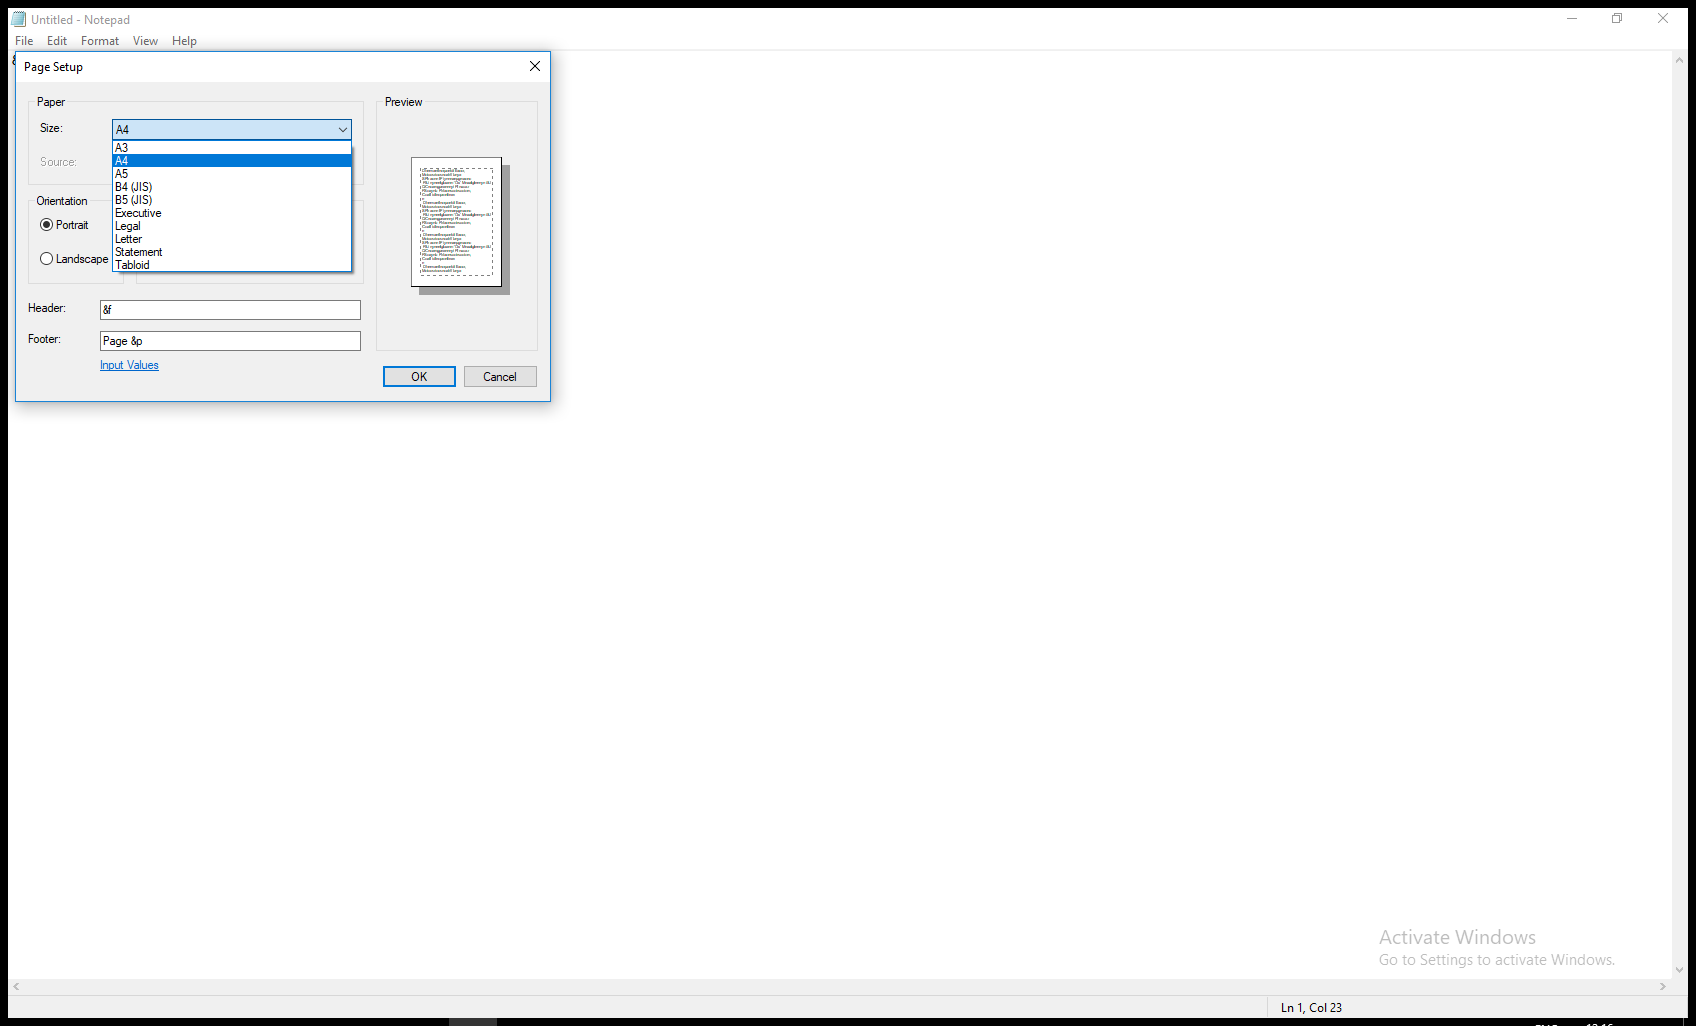 Untitled - Notepad
File Edit Format View Help
Page Setup
Paper
Size: A4
A3
A4
A5
B4 (JIS)
B5 (JIS)
Executive
Legal
Letter
Statement
Tabloid
Source:
Orientation
Portrait
Landscape
Header: &f
Footer: Page &p
Input Values
Preview
OK Cancel
Activate Windows
Go to Settings to activate Windows.
Ln 1, Col 23